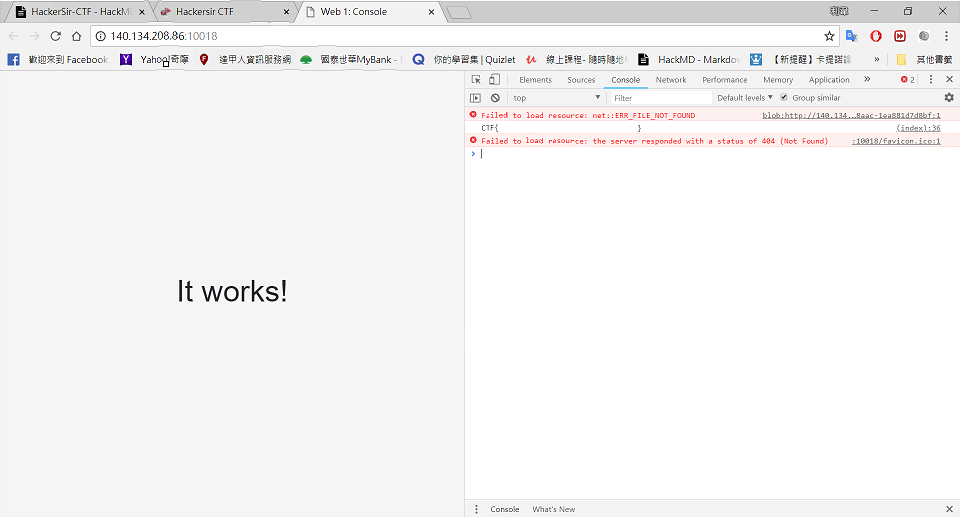 HackerSir-CTF - HackM
Hackersir CTF
Web 1: Console
140.134.208.86:10018
歡迎來到 Facebook
Yahoo!奇摩
逢甲人資訊服務網
國泰世華MyBank -
你的學習集 | Quizlet
線上課程- 隨時隨地
HackMD - Markdow
【新提醒】卡提諾論
»
其他書籤
Elements Sources Console Network Performance Memory Application » 2
top Filter Default levels Group similar
Failed to load resource: net::ERR_FILE_NOT_FOUND blob:http://140.134…8aac-1ea881d7d8bf:1
CTF{ } (index):36
Failed to load resource: the server responded with a status of 404 (Not Found) :10018/favicon.ico:1
It works!
Console What's New